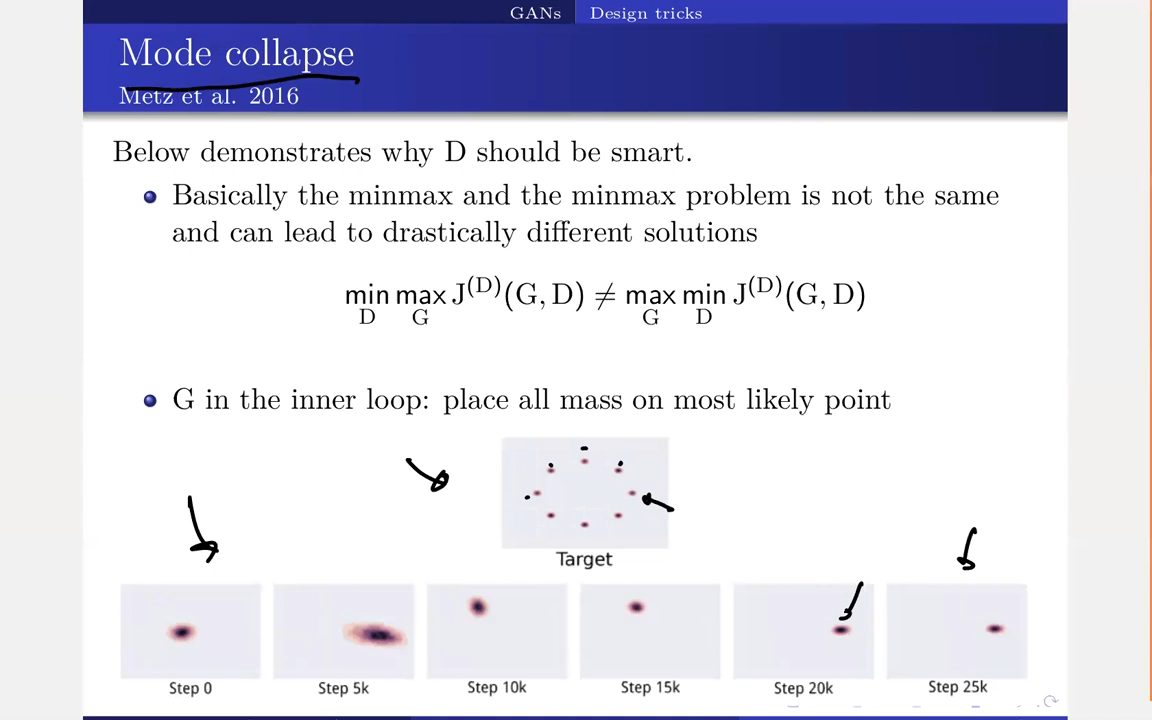 GANs Design tricks
Mode collapse
Metz et al. 2016
Below demonstrates why D should be smart.
Basically the minmax and the minmax problem is not the same
and can lead to drastically different solutions
min max J(D)(G, D) ≠ max min J(D)(G, D)
D G G D
G in the inner loop: place all mass on most likely point
Target
Step 0 Step 5k Step 10k Step 15k Step 20k Step 25k